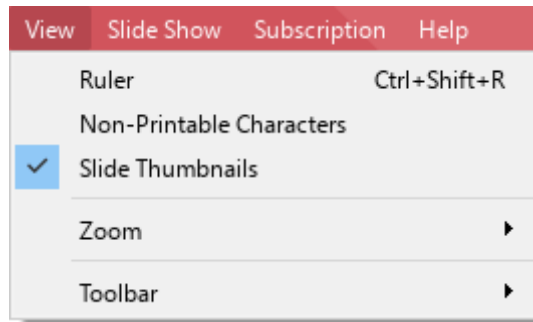 View Slide Show Subscription Help
Ruler Ctrl+Shift+R
Non-Printable Characters
Slide Thumbnails
Zoom
Toolbar